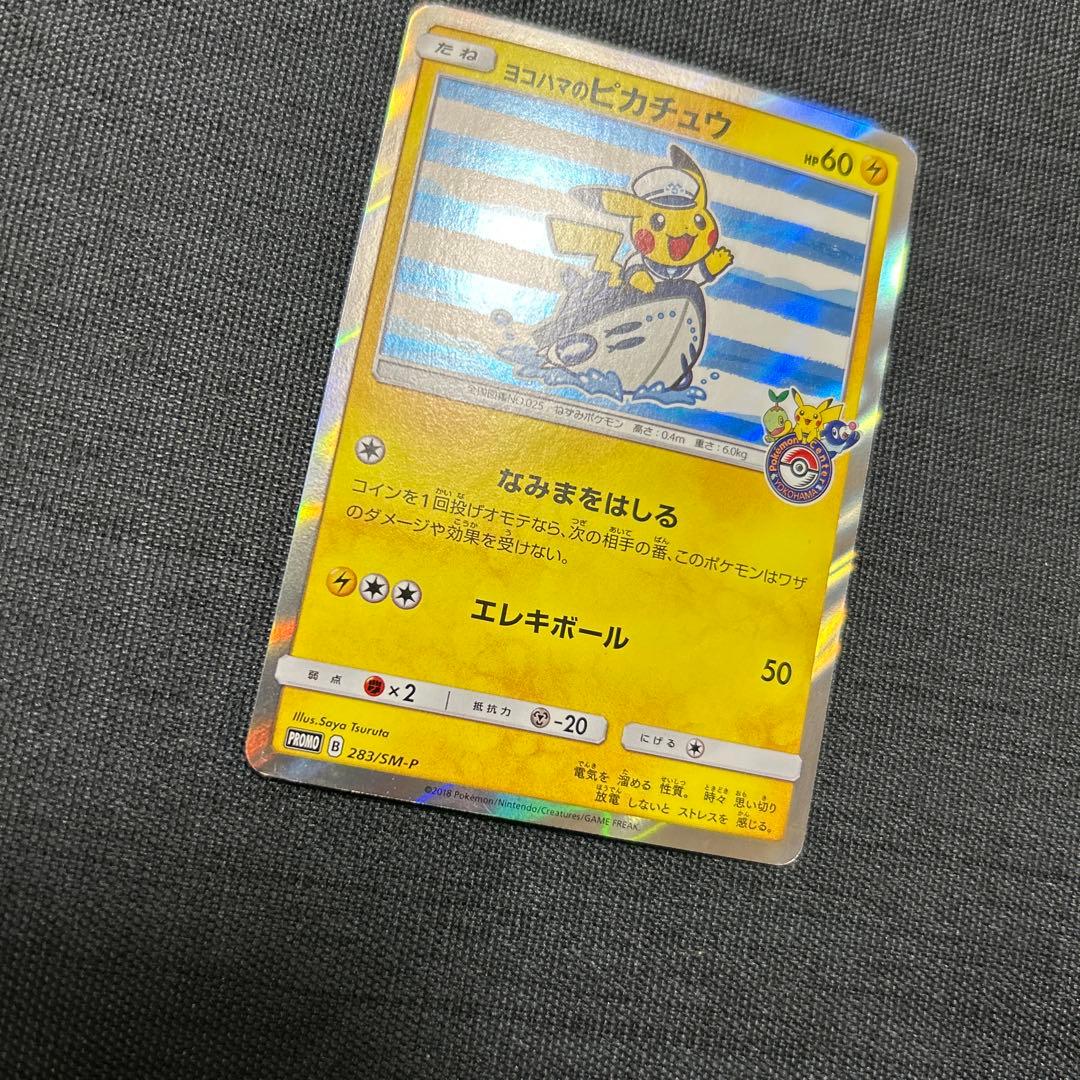 たね
ヨコハマのピカチュウ
HP60
全国図鑑NO.025 ねずみポケモン 高さ:0.4m 重さ:6.0kg
Pokémon Center
YOKOHAMA
なみまをはしる
コインを1回投げオモテなら、次の相手の番、このポケモンはワザ
のダメージや効果を受けない。
エレキボール
50
弱点 ×2 抵抗力 -20 にげる
Illus.Saya Tsuruta
PROMO B 283/SM-P
電気を溜める性質。時々思い切り
放電しないとストレスを感じる。
©2018 Pokémon/Nintendo/Creatures/GAME FREAK.